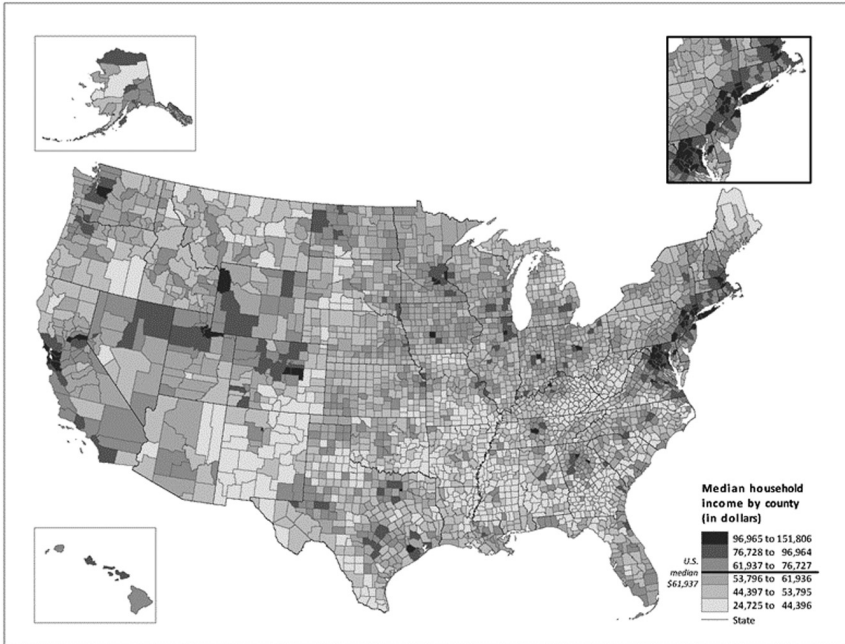 Median household
income by county
(in dollars)
96,965 to 151,806
76,728 to 96,964
61,937 to 76,727
53,796 to 61,936
44,397 to 53,795
24,725 to 44,396
State
U.S.
median
$61,937